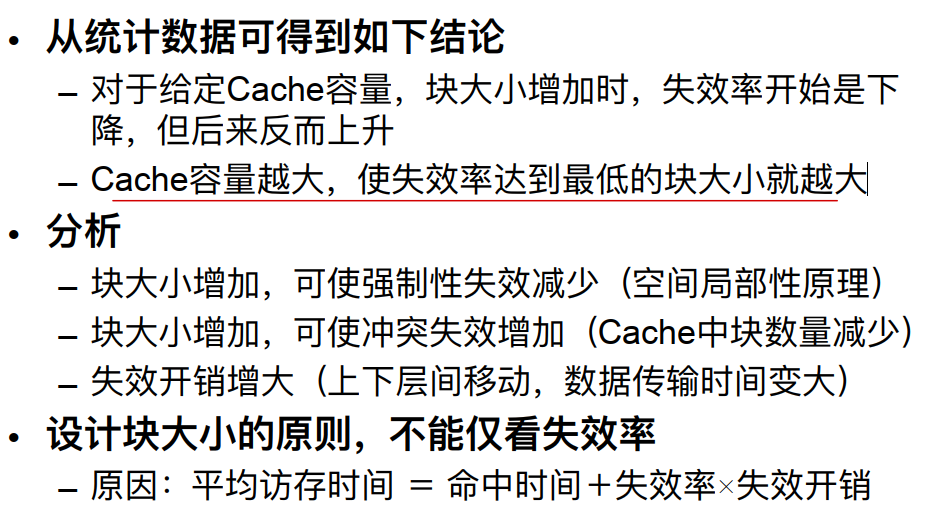 • 从统计数据可得到如下结论
– 对于给定Cache容量，块大小增加时，失效率开始是下
降，但后来反而上升
– Cache容量越大，使失效率达到最低的块大小就越大
• 分析
– 块大小增加，可使强制性失效减少（空间局部性原理）
– 块大小增加，可使冲突失效增加（Cache中块数量减少）
– 失效开销增大（上下层间移动，数据传输时间变大）
• 设计块大小的原则，不能仅看失效率
– 原因：平均访存时间 ＝ 命中时间＋失效率×失效开销